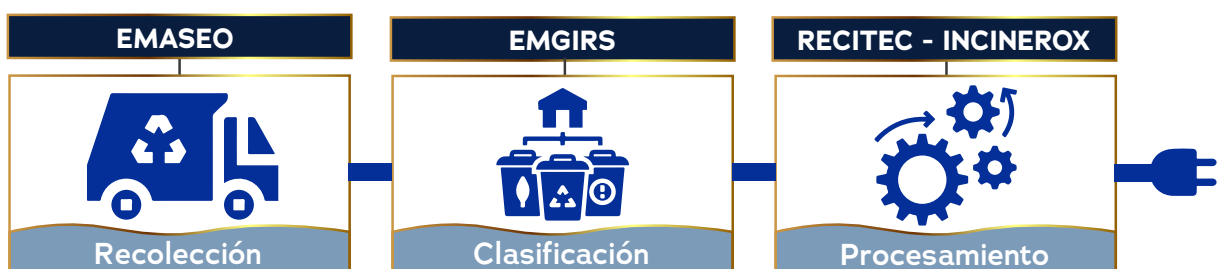 EMASEO
EMGIRS
RECITEC - INCINEROX
Recolección
Clasificación
Procesamiento